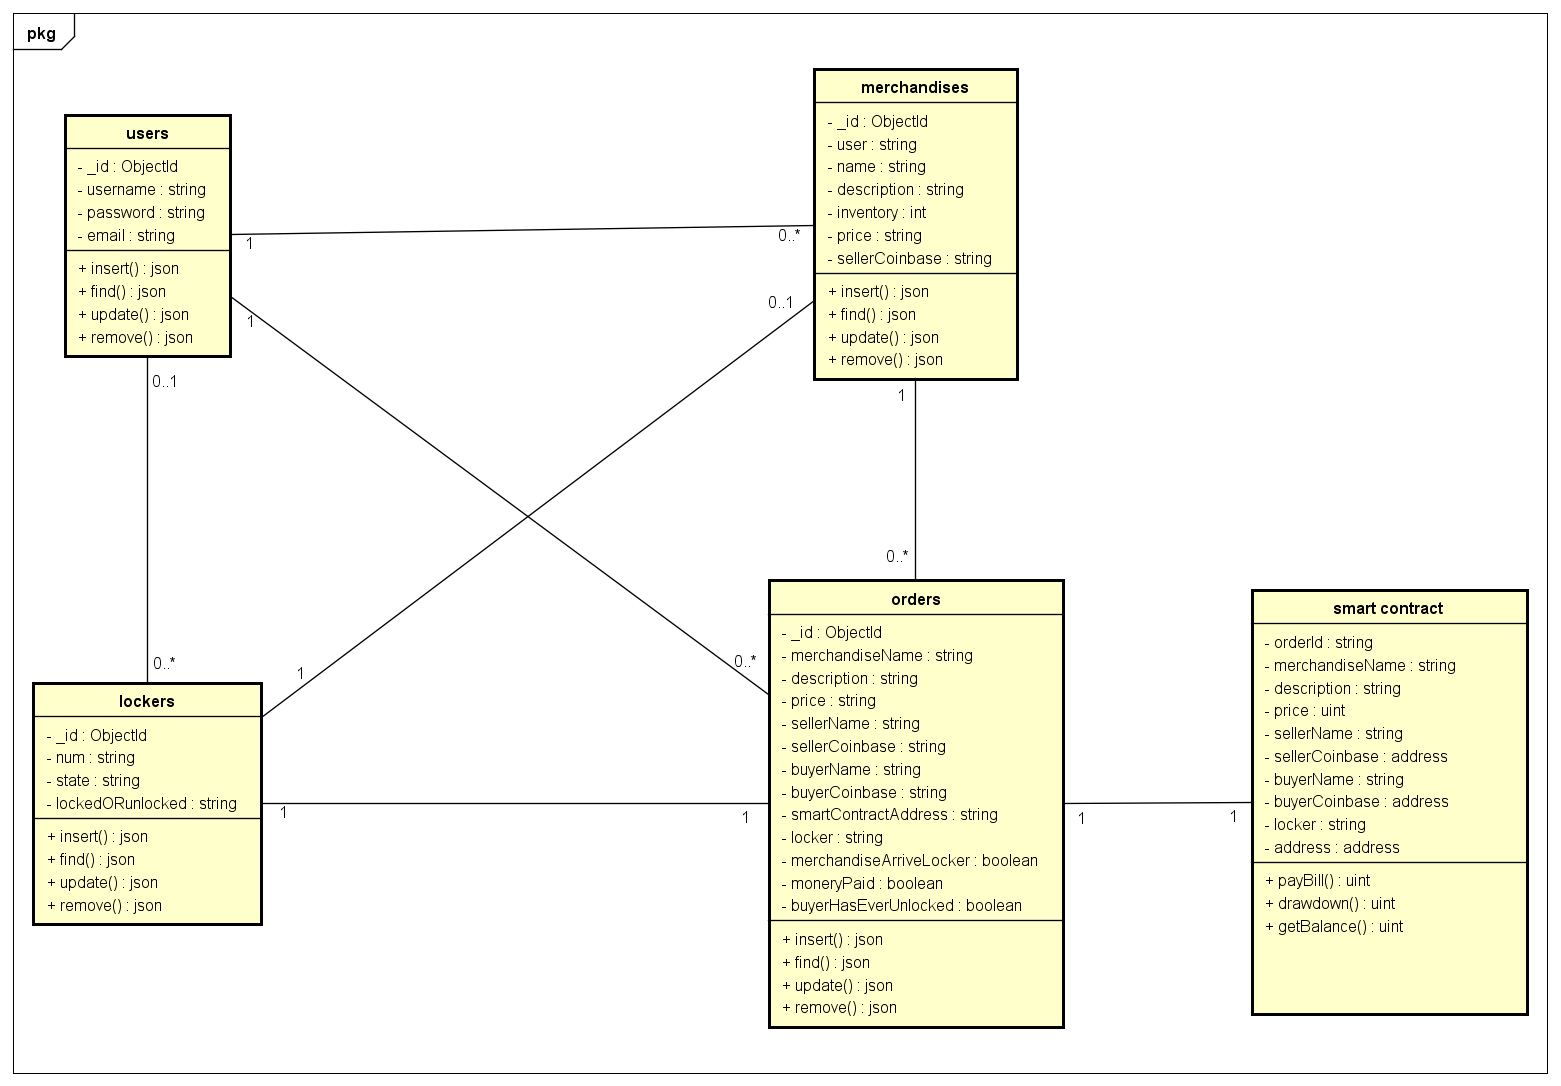 pkg
users
- _id : ObjectId
- username : string
- password : string
- email : string
+ insert() : json
+ find() : json
+ update() : json
+ remove() : json
merchandises
- _id : ObjectId
- user : string
- name : string
- description : string
- inventory : int
- price : string
- sellerCoinbase : string
+ insert() : json
+ find() : json
+ update() : json
+ remove() : json
1
0..*
1
0..1
0..1
1
0..*
1
0..*
0..*
lockers
- _id : ObjectId
- num : string
- state : string
- lockedORunlocked : string
+ insert() : json
+ find() : json
+ update() : json
+ remove() : json
1
1
orders
- _id : ObjectId
- merchandiseName : string
- description : string
- price : string
- sellerName : string
- sellerCoinbase : string
- buyerName : string
- buyerCoinbase : string
- smartContractAddress : string
- locker : string
- merchandiseArriveLocker : boolean
- moneryPaid : boolean
- buyerHasEverUnlocked : boolean
+ insert() : json
+ find() : json
+ update() : json
+ remove() : json
1
1
smart contract
- orderId : string
- merchandiseName : string
- description : string
- price : uint
- sellerName : string
- sellerCoinbase : address
- buyerName : string
- buyerCoinbase : address
- locker : string
- address : address
+ payBill() : uint
+ drawdown() : uint
+ getBalance() : uint